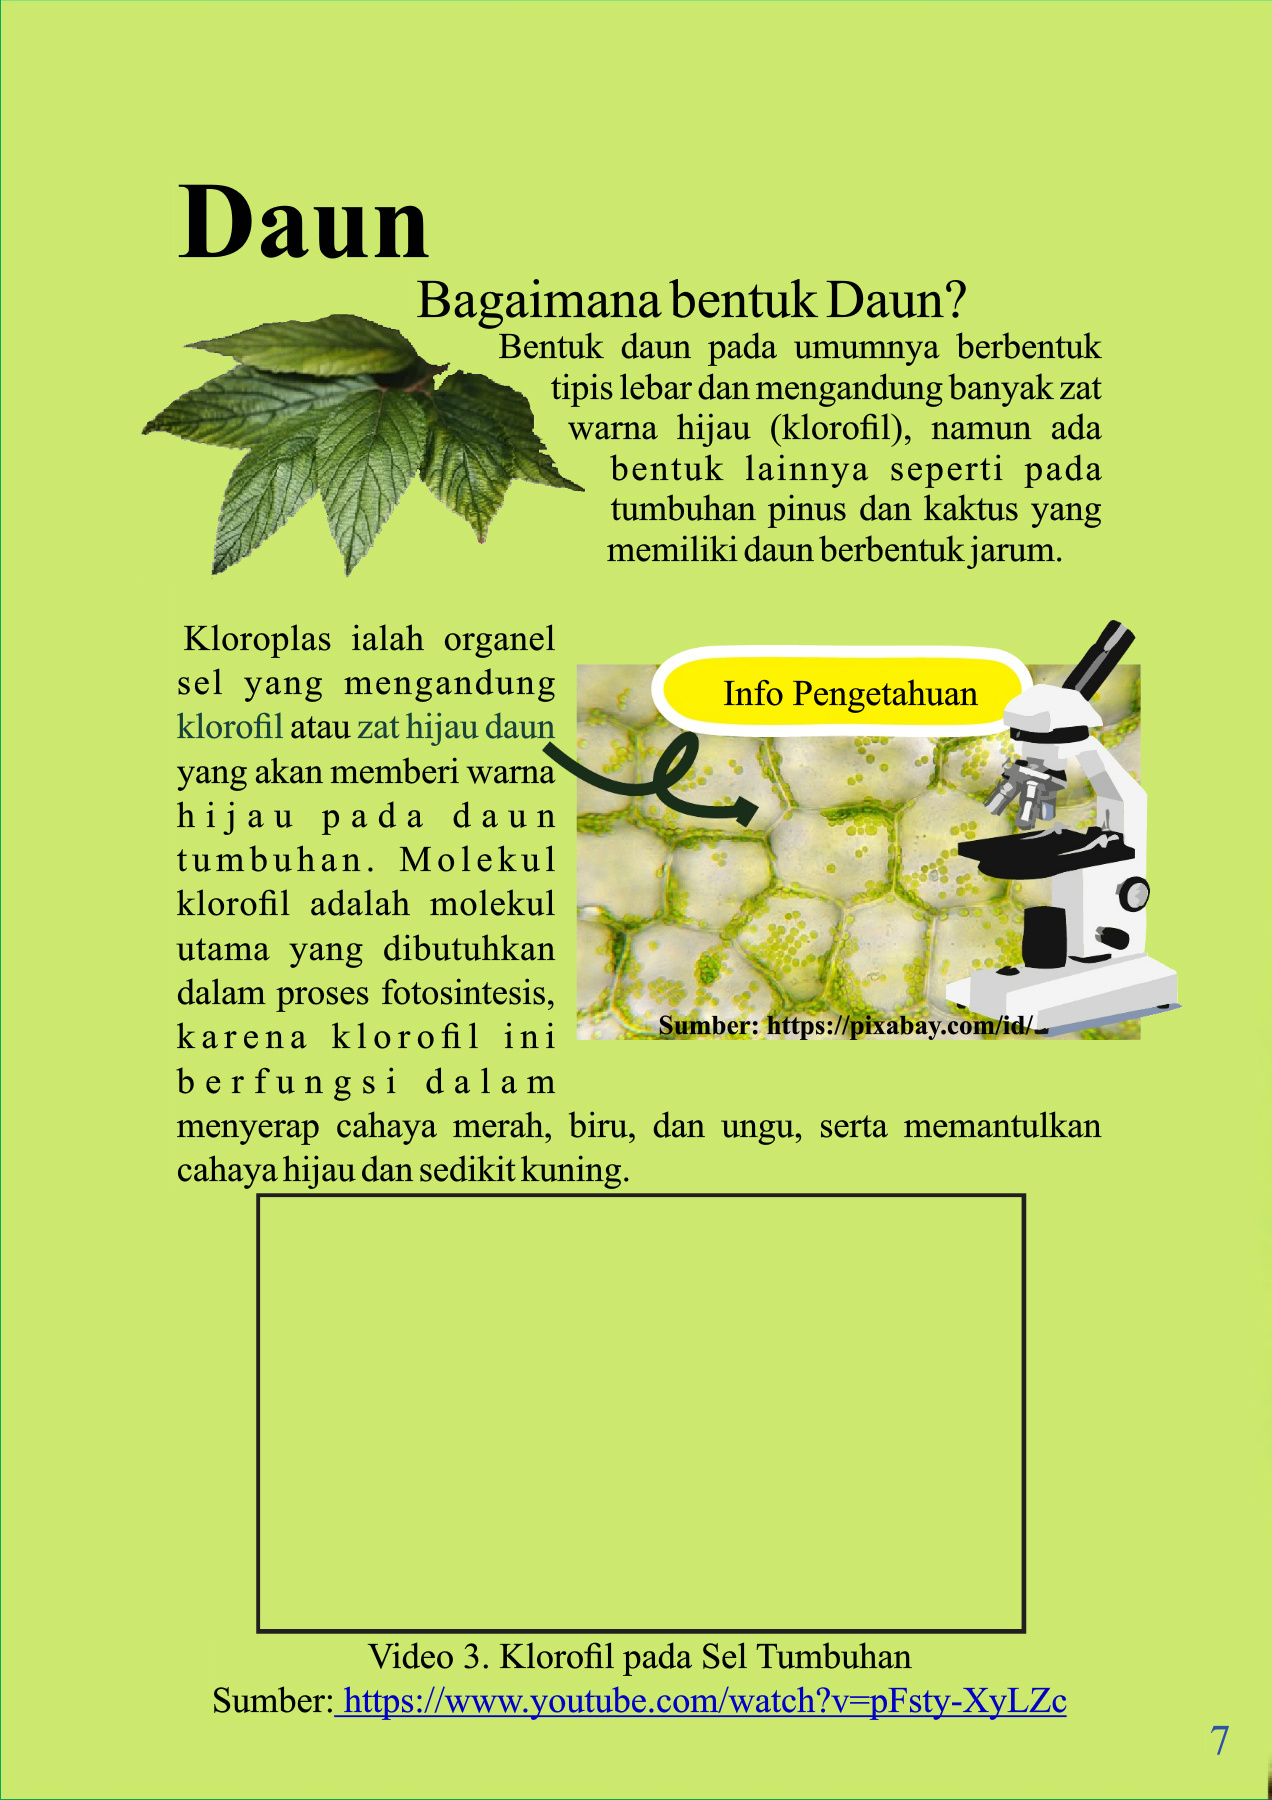 Daun
Bagaimana bentuk Daun?
Bentuk daun pada umumnya berbentuk
tipis lebar dan mengandung banyak zat
warna hijau (klorofil), namun ada
bentuk lainnya seperti pada
tumbuhan pinus dan kaktus yang
memiliki daun berbentuk jarum.
Kloroplas ialah organel
sel yang mengandung
klorofil atau zat hijau daun
yang akan memberi warna
hijau pada daun
tumbuhan. Molekul
klorofil adalah molekul
utama yang dibutuhkan
dalam proses fotosintesis,
karena klorofil ini
berfungsi dalam
menyerap cahaya merah, biru, dan ungu, serta memantulkan
cahaya hijau dan sedikit kuning.
Info Pengetahuan
Sumber: https://pixabay.com/id/
Video 3. Klorofil pada Sel Tumbuhan
Sumber: https://www.youtube.com/watch?v=pFsty-XyLZc
7